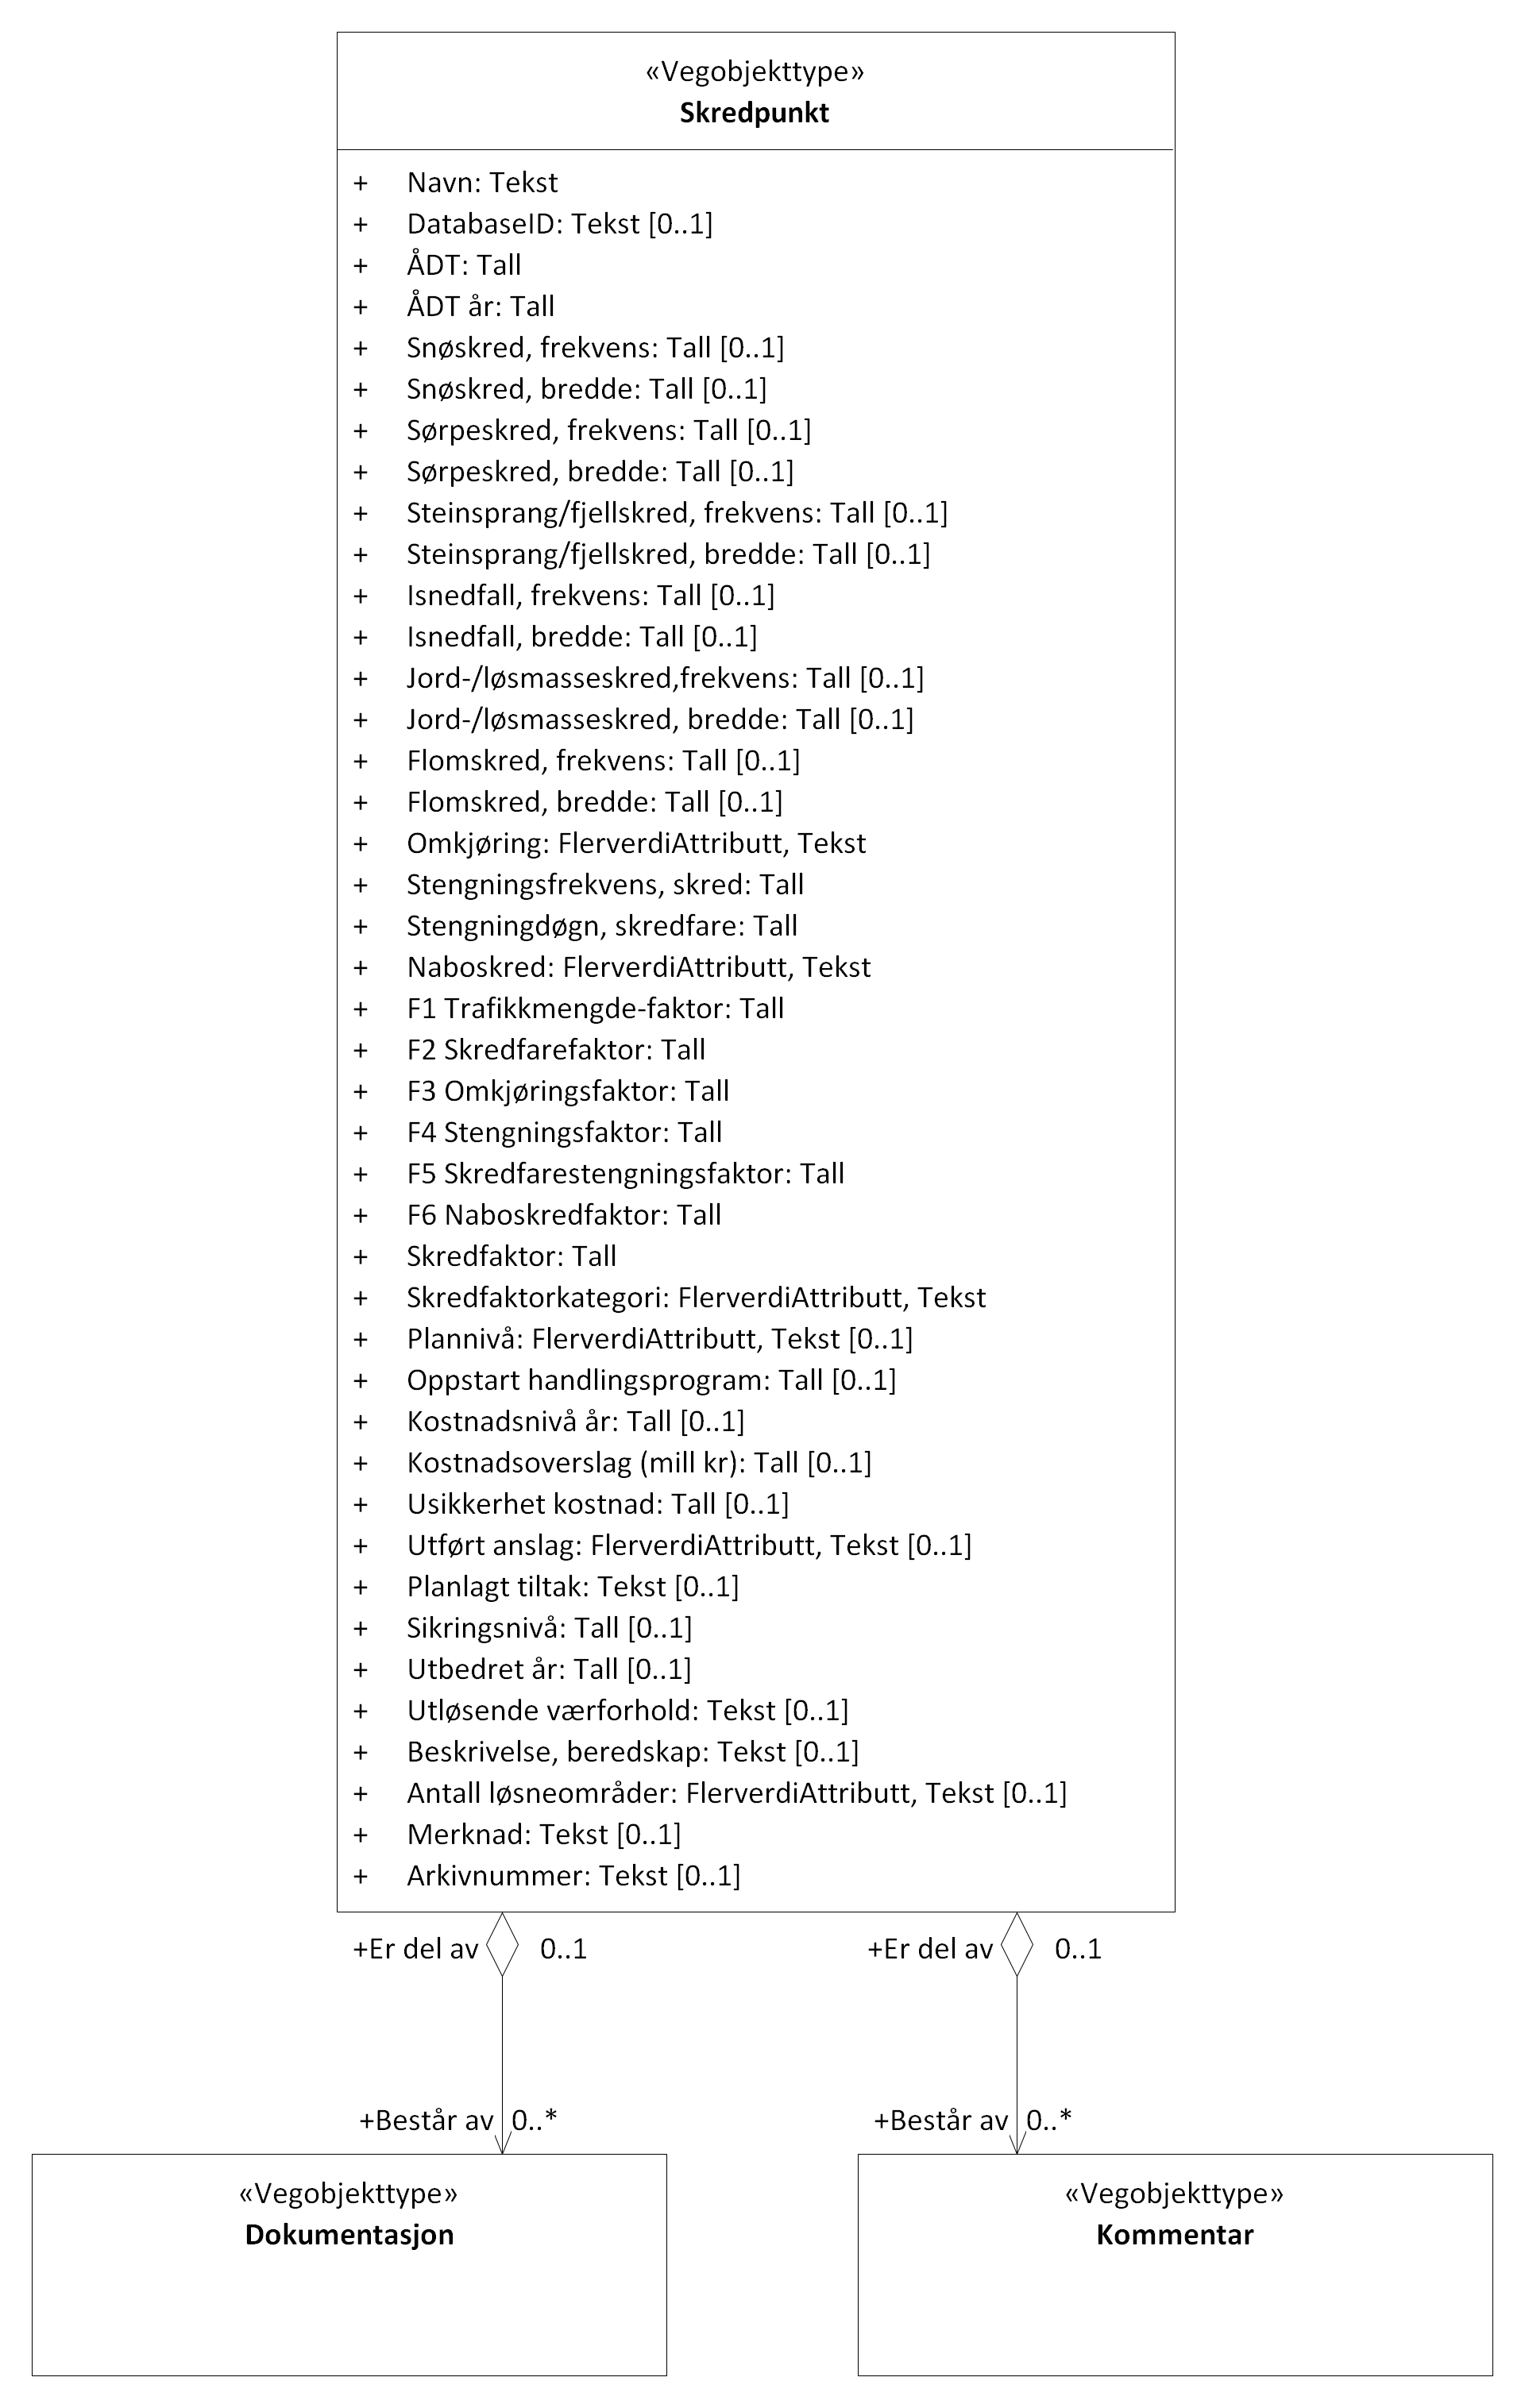 «Vegobjekttype»
Skredpunkt
+ Navn: Tekst
+ DatabaseID: Tekst [0..1]
+ ÅDT: Tall
+ ÅDT år: Tall
+ Snøskred, frekvens: Tall [0..1]
+ Snøskred, bredde: Tall [0..1]
+ Sørpeskred, frekvens: Tall [0..1]
+ Sørpeskred, bredde: Tall [0..1]
+ Steinsprang/fjellskred, frekvens: Tall [0..1]
+ Steinsprang/fjellskred, bredde: Tall [0..1]
+ Isnedfall, frekvens: Tall [0..1]
+ Isnedfall, bredde: Tall [0..1]
+ Jord-/løsmasseskred,frekvens: Tall [0..1]
+ Jord-/løsmasseskred, bredde: Tall [0..1]
+ Flomskred, frekvens: Tall [0..1]
+ Flomskred, bredde: Tall [0..1]
+ Omkjøring: FlerverdiAttributt, Tekst
+ Stengningsfrekvens, skred: Tall
+ Stengningdøgn, skredfare: Tall
+ Naboskred: FlerverdiAttributt, Tekst
+ F1 Trafikkmengde-faktor: Tall
+ F2 Skredfarefaktor: Tall
+ F3 Omkjøringsfaktor: Tall
+ F4 Stengningsfaktor: Tall
+ F5 Skredfarestengningsfaktor: Tall
+ F6 Naboskredfaktor: Tall
+ Skredfaktor: Tall
+ Skredfaktorkategori: FlerverdiAttributt, Tekst
+ Plannivå: FlerverdiAttributt, Tekst [0..1]
+ Oppstart handlingsprogram: Tall [0..1]
+ Kostnadsnivå år: Tall [0..1]
+ Kostnadsoverslag (mill kr): Tall [0..1]
+ Usikkerhet kostnad: Tall [0..1]
+ Utført anslag: FlerverdiAttributt, Tekst [0..1]
+ Planlagt tiltak: Tekst [0..1]
+ Sikringsnivå: Tall [0..1]
+ Utbedret år: Tall [0..1]
+ Utløsende værforhold: Tekst [0..1]
+ Beskrivelse, beredskap: Tekst [0..1]
+ Antall løsneområder: FlerverdiAttributt, Tekst [0..1]
+ Merknad: Tekst [0..1]
+ Arkivnummer: Tekst [0..1]
+Er del av 0..1
+Er del av 0..1
+Består av 0..*
+Består av 0..*
«Vegobjekttype»
Dokumentasjon
«Vegobjekttype»
Kommentar